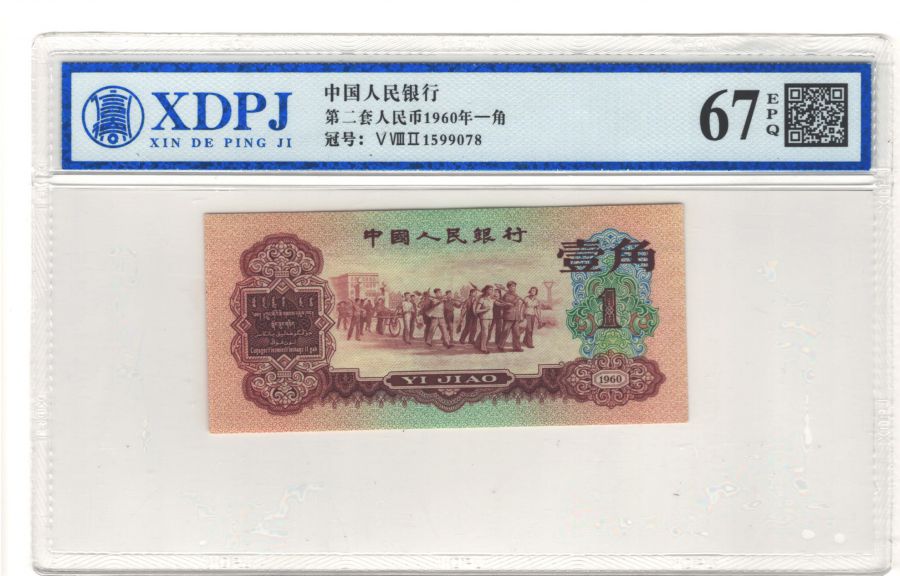 XDPJ
XIN DE PING JI
中国人民银行
第二套人民币1960年一角
冠号：ⅤⅧⅡ1599078
67
EPQ
中國人民銀行
壹角
1
YI JIAO
1960